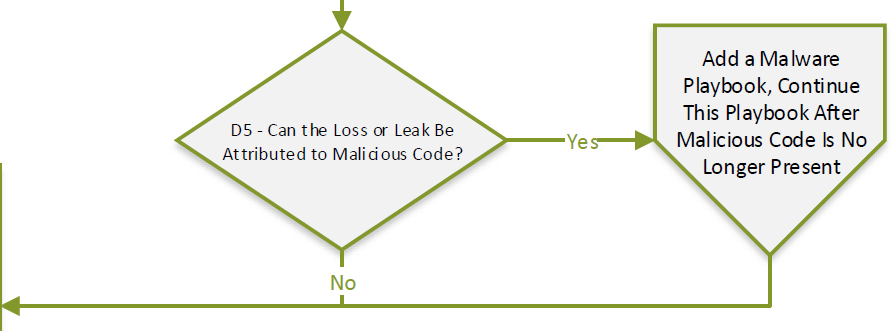 D5 - Can the Loss or Leak Be
Attributed to Malicious Code?
Yes
Add a Malware
Playbook, Continue
This Playbook After
Malicious Code Is No
Longer Present
No